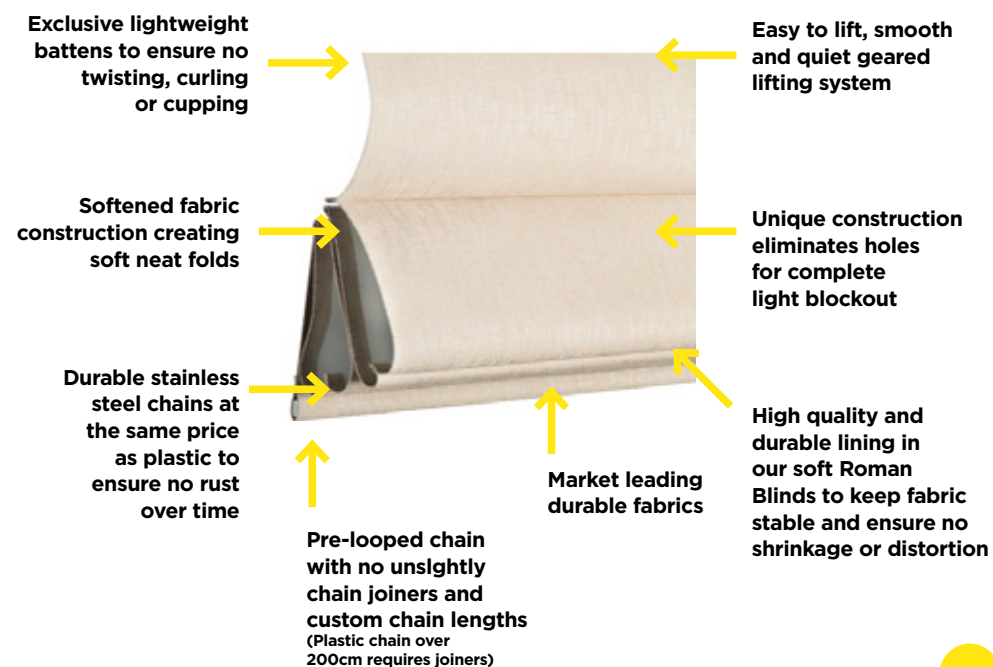 Exclusive lightweight
battens to ensure no
twisting, curling
or cupping
Easy to lift, smooth
and quiet geared
lifting system
Softened fabric
construction creating
soft neat folds
Unique construction
eliminates holes
for complete
light blockout
Durable stainless
steel chains at
the same price
as plastic to
ensure no rust
over time
High quality and
durable lining in
our soft Roman
Blinds to keep fabric
stable and ensure no
shrinkage or distortion
Market leading
durable fabrics
Pre-looped chain
with no unslghtly
chain joiners and
custom chain lengths
(Plastic chain over
200cm requires joiners)